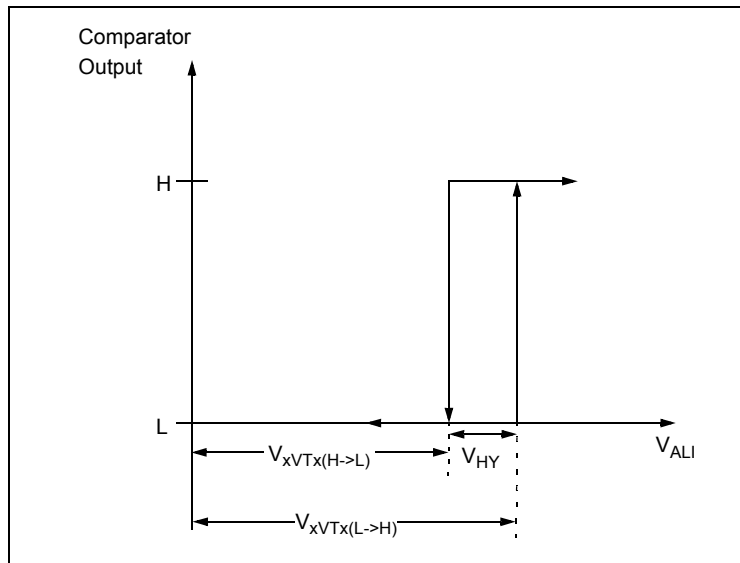 Comparator
Output
H
L
VxVTx(H->L)
VHY
VALI
VxVTx(L->H)